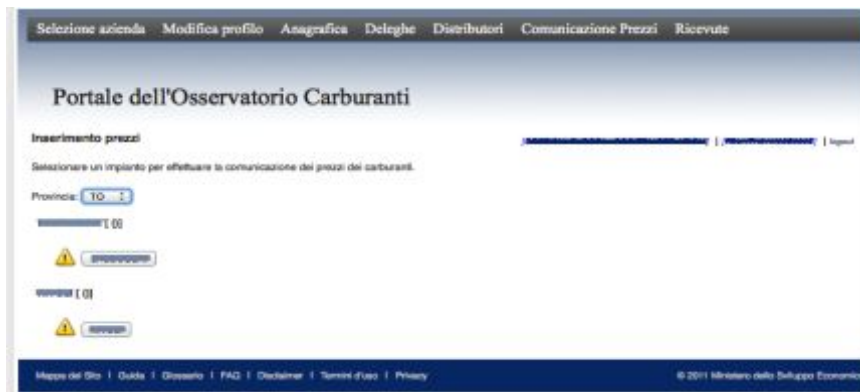 Selezione azienda Modifica profilo Anagrafica Deleghe Distributori Comunicazione Prezzi Ricevute
Portale dell'Osservatorio Carburanti
Inserimento prezzi
| | logout
Selezionare un impianto per effettuare la comunicazione dei prezzi dei carburanti.
Provincia: TO
[ 0]
[ 0]
Mappa del Sito | Guida | Glossario | FAQ | Disclaimer | Termini d'uso | Privacy © 2011 Ministero dello Sviluppo Economico